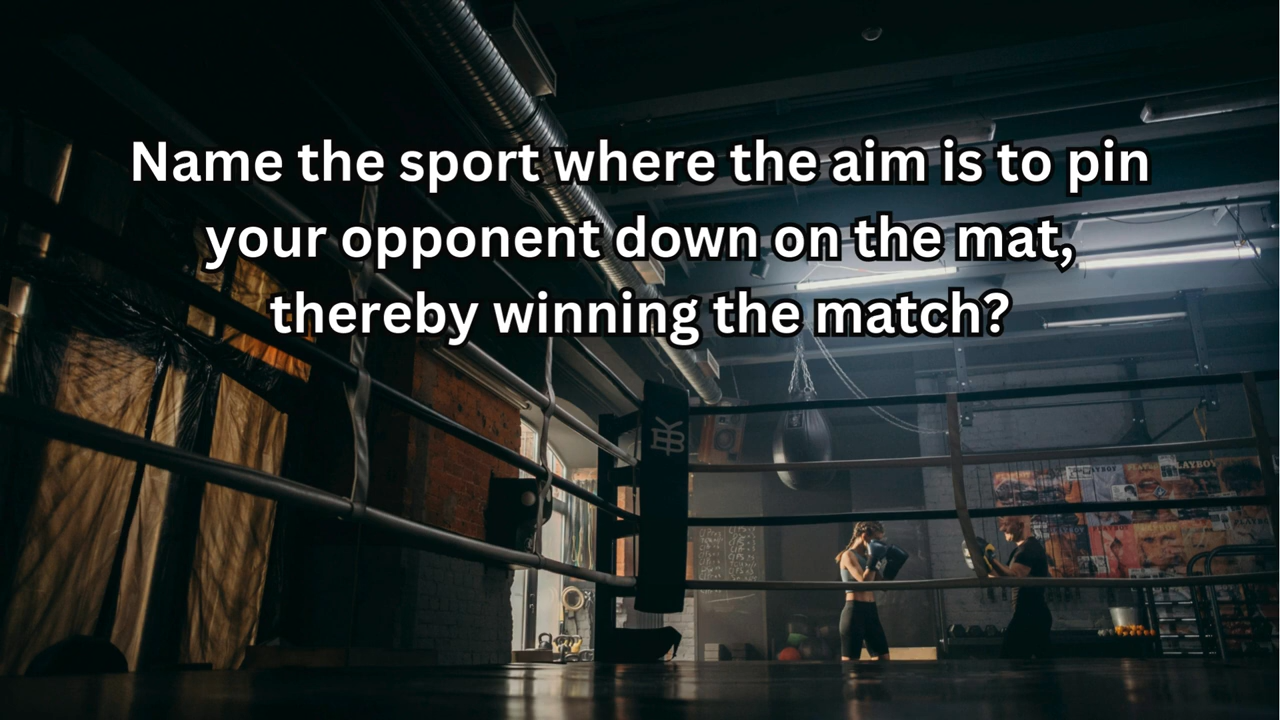 Name the sport where the aim is to pin
your opponent down on the mat,
thereby winning the match?
PLAYBOY